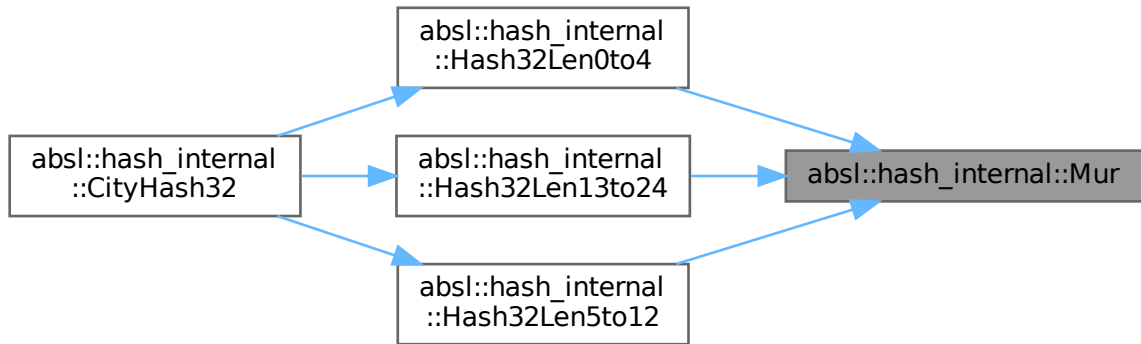 absl::hash_internal
::Hash32Len0to4
absl::hash_internal
::CityHash32
absl::hash_internal
::Hash32Len13to24
absl::hash_internal::Mur
absl::hash_internal
::Hash32Len5to12